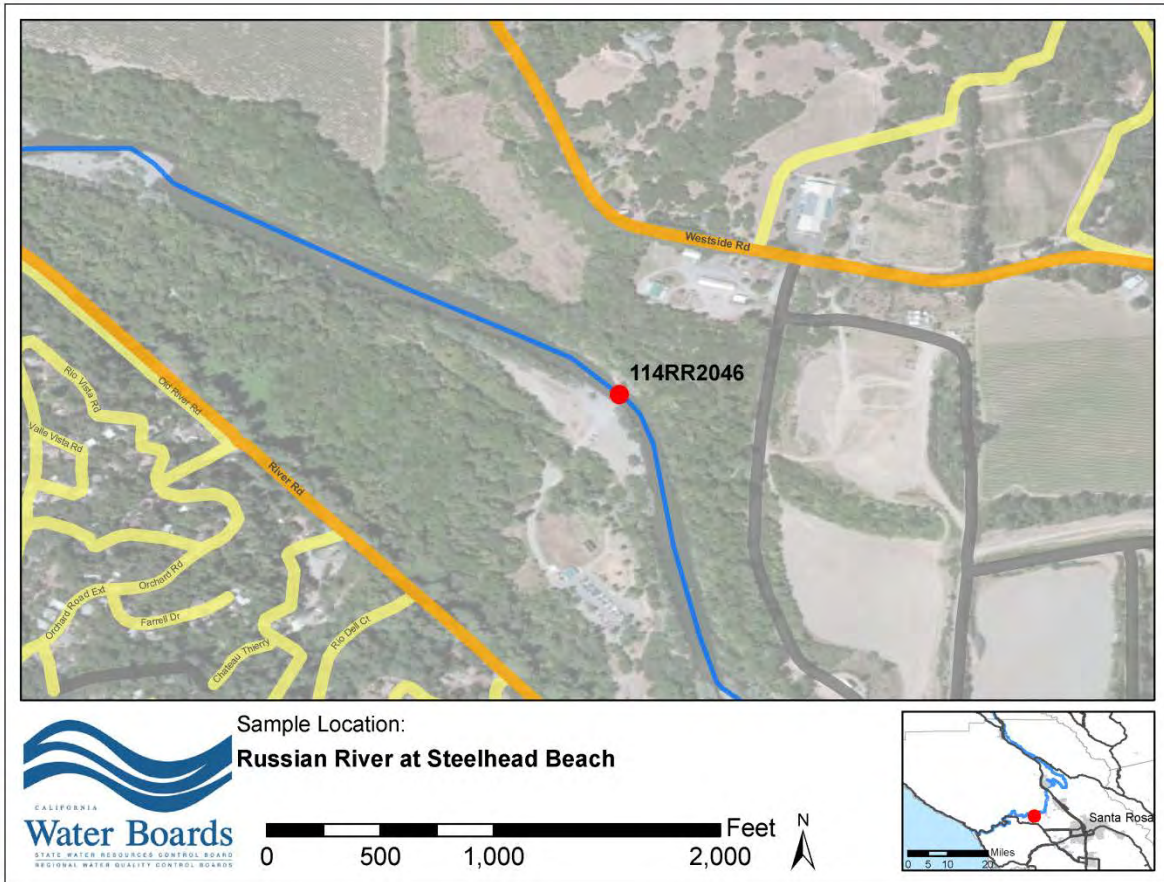 Westside Rd
114RR2046
Old River Rd
Rio Vista Rd
Valle Vista Rd
River Rd
Orchard Rd
Orchard Road Ext
Farrell Dr
Chateau Thierry
Rio Dell Ct
Sample Location:
Russian River at Steelhead Beach
CALIFORNIA
Water Boards
STATE WATER RESOURCES CONTROL BOARD
REGIONAL WATER QUALITY CONTROL BOARDS
Feet
0 500 1,000 2,000
N
Santa Rosa
Miles
0 5 10 20